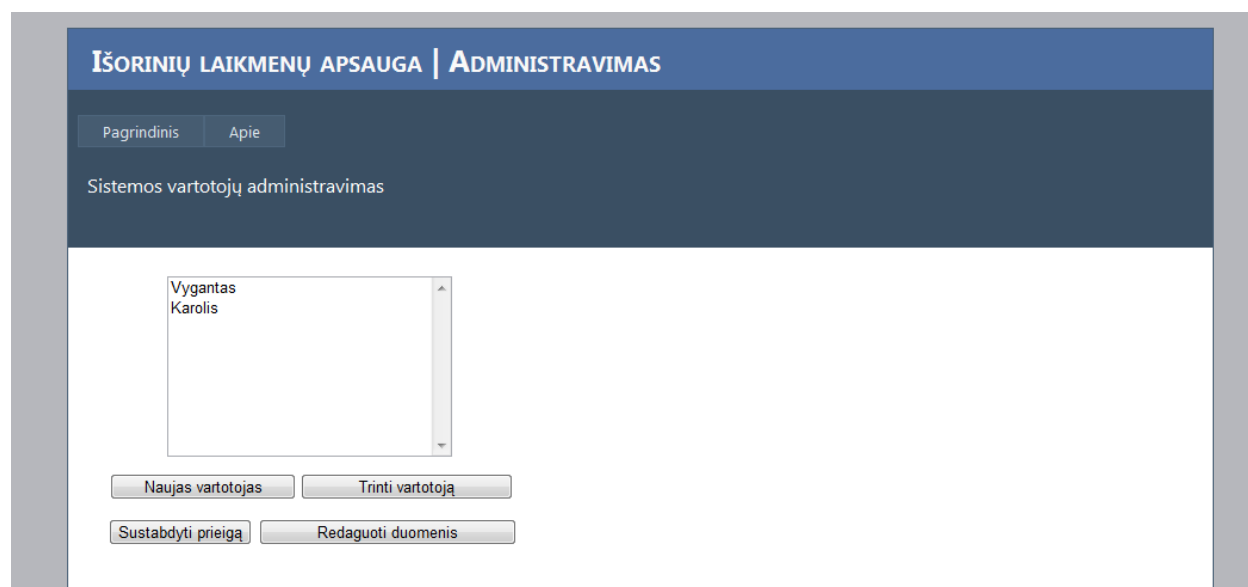 Išorinių laikmenų apsauga | Administravimas
Pagrindinis Apie
Sistemos vartotojų administravimas
Vygantas
Karolis
Naujas vartotojas Trinti vartotoją
Sustabdyti prieigą Redaguoti duomenis